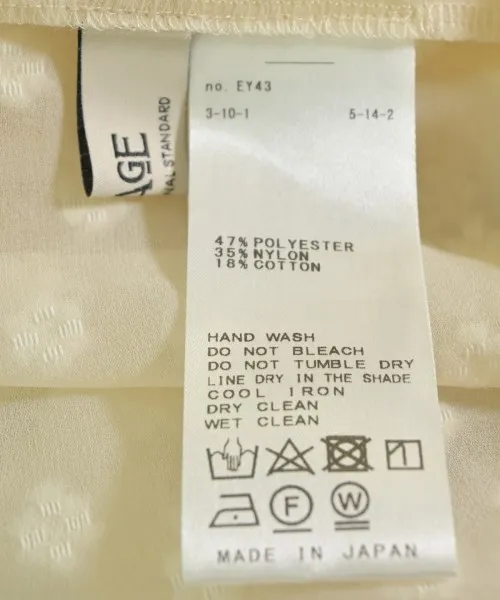 AGE
NAL STANDARD
no. EY43
3-10-1 5-14-2
47% POLYESTER
35% NYLON
18% COTTON
HAND WASH
DO NOT BLEACH
DO NOT TUMBLE DRY
LINE DRY IN THE SHADE
COOL IRON
DRY CLEAN
WET CLEAN
F W
MADE IN JAPAN